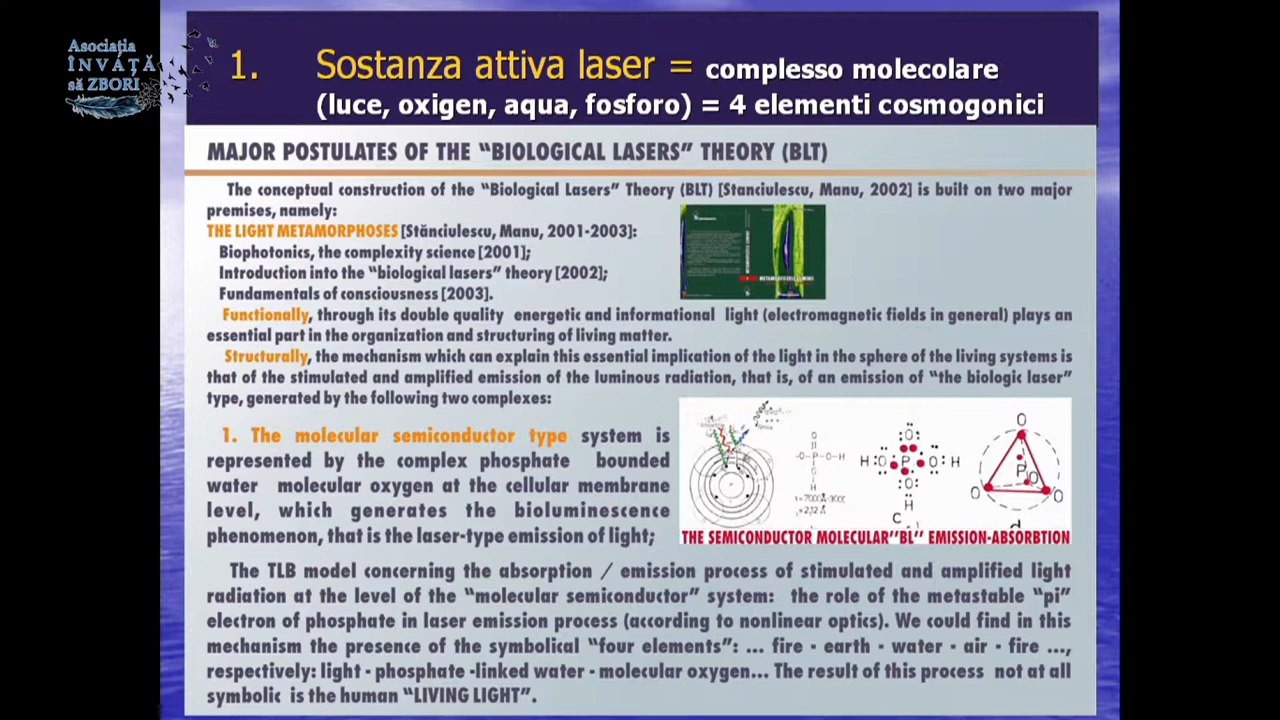 Asociația
ÎNVAȚĂ
să ZBORI
1. Sostanza attiva laser = complesso molecolare
(luce, oxigen, aqua, fosforo) = 4 elementi cosmogonici
MAJOR POSTULATES OF THE “BIOLOGICAL LASERS” THEORY (BLT)
The conceptual construction of the “Biological Lasers” Theory (BLT) [Stanciulescu, Manu, 2002] is built on two major
premises, namely:
THE LIGHT METAMORPHOSES [Stănciulescu, Manu, 2001-2003]:
Biophotonics, the complexity science [2001];
Introduction into the “biological lasers” theory [2002];
Fundamentals of consciousness [2003].
Functionally, through its double quality energetic and informational light (electromagnetic fields in general) plays an
essential part in the organization and structuring of living matter.
Structurally, the mechanism which can explain this essential implication of the light in the sphere of the living systems is
that of the stimulated and amplified emission of the luminous radiation, that is, of an emission of “the biologic laser”
type, generated by the following two complexes:
1. The molecular semiconductor type system is
represented by the complex phosphate bounded
water molecular oxygen at the cellular membrane
level, which generates the bioluminescence
phenomenon, that is the laser-type emission of light;
O
O P O H
O
H
O
H O P O H
O
H
C
O
P
O
O
O
d
THE SEMICONDUCTOR MOLECULAR"BL" EMISSION-ABSORBTION
The TLB model concerning the absorption / emission process of stimulated and amplified light
radiation at the level of the “molecular semiconductor” system: the role of the metastable “pi”
electron of phosphate in laser emission process (according to nonlinear optics). We could find in this
mechanism the presence of the symbolical “four elements”: ... fire - earth - water - air - fire ...,
respectively: light - phosphate -linked water - molecular oxygen... The result of this process not at all
symbolic is the human “LIVING LIGHT”.